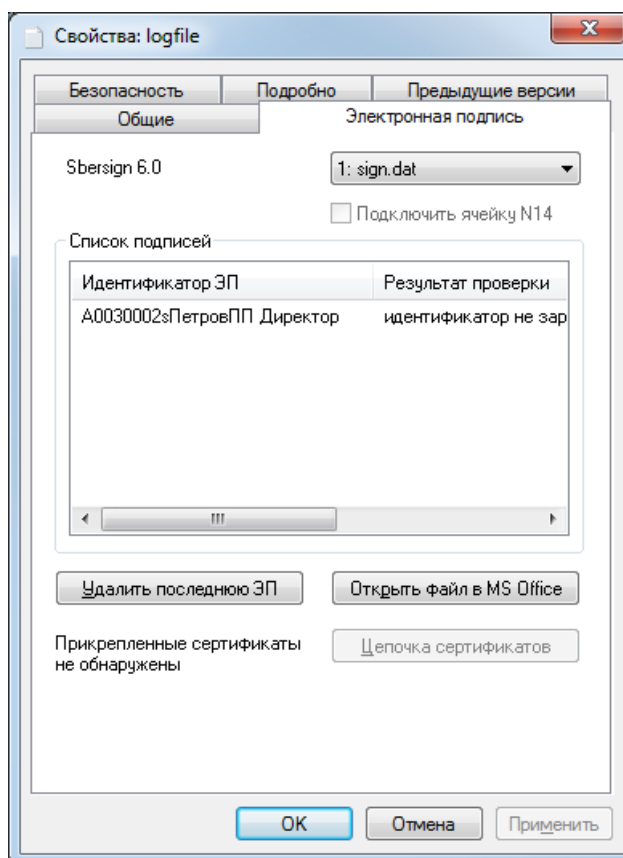 Свойства: logfile
Безопасность Подробно Предыдущие версии
Общие Электронная подпись
Sbersign 6.0 1: sign.dat
Подключить ячейку N14
Список подписей
Идентификатор ЭП Результат проверки
A0030002sПетровПП Директор идентификатор не зар
Удалить последнюю ЭП Открыть файл в MS Office
Прикрепленные сертификаты
не обнаружены
Цепочка сертификатов
OK Отмена Применить